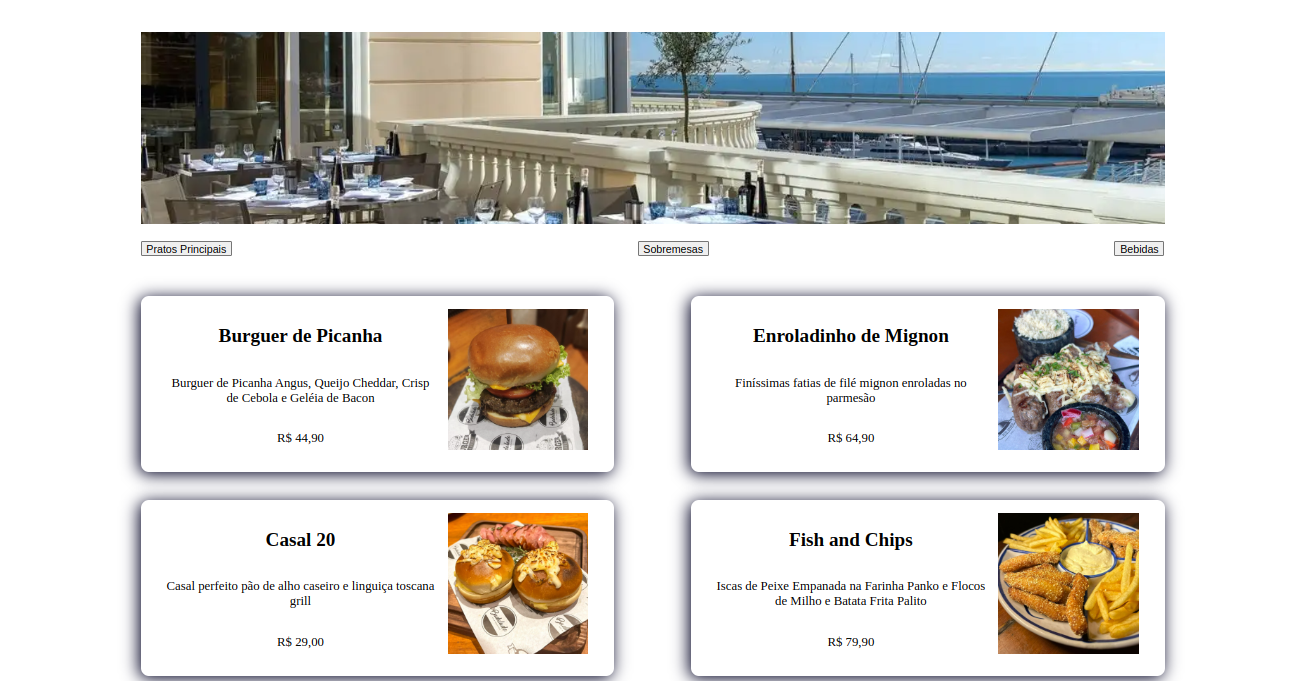 Pratos Principais
Sobremesas
Bebidas
Burguer de Picanha
Burguer de Picanha Angus, Queijo Cheddar, Crisp
de Cebola e Geléia de Bacon
R$ 44,90
Enroladinho de Mignon
Finíssimas fatias de filé mignon enroladas no
parmesão
R$ 64,90
Casal 20
Casal perfeito pão de alho caseiro e linguiça toscana
grill
R$ 29,00
Fish and Chips
Iscas de Peixe Empanada na Farinha Panko e Flocos
de Milho e Batata Frita Palito
R$ 79,90